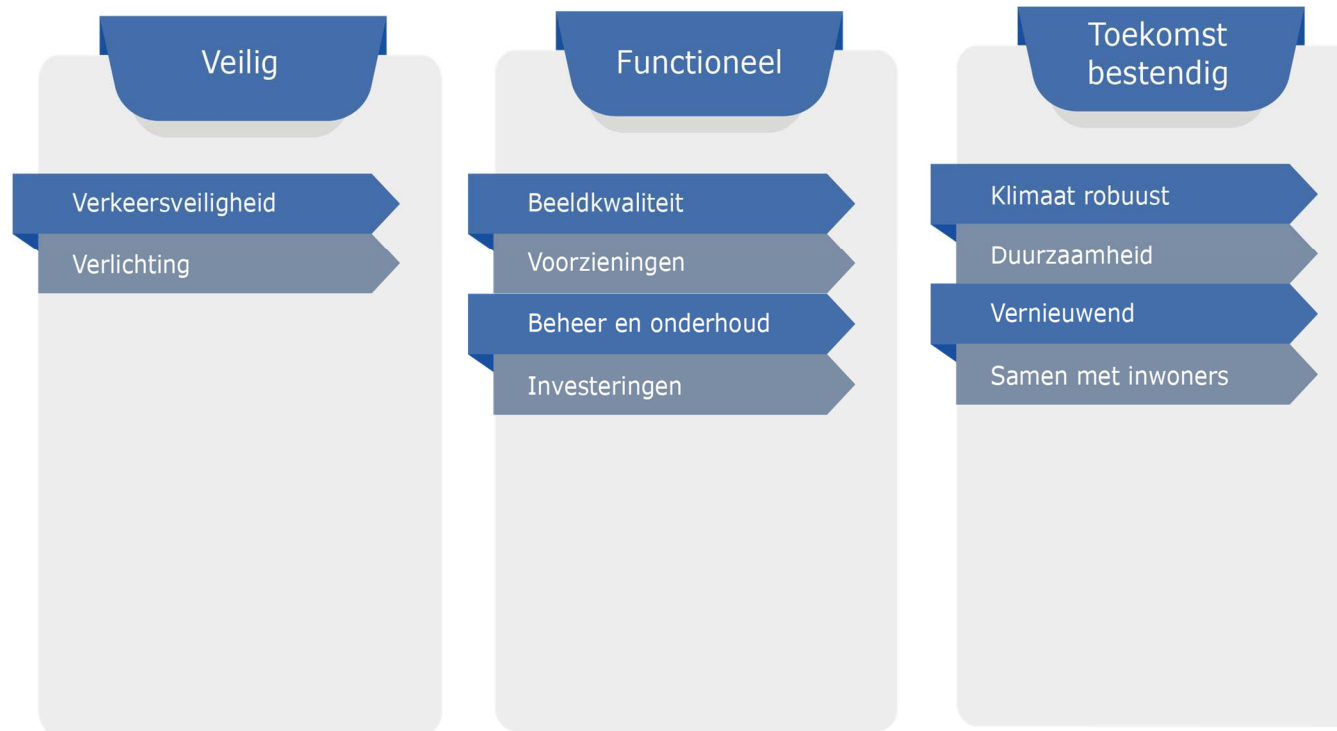 Veilig
Verkeersveiligheid
Verlichting
Functioneel
Beeldkwaliteit
Voorzieningen
Beheer en onderhoud
Investeringen
Toekomst
bestendig
Klimaat robuust
Duurzaamheid
Vernieuwend
Samen met inwoners